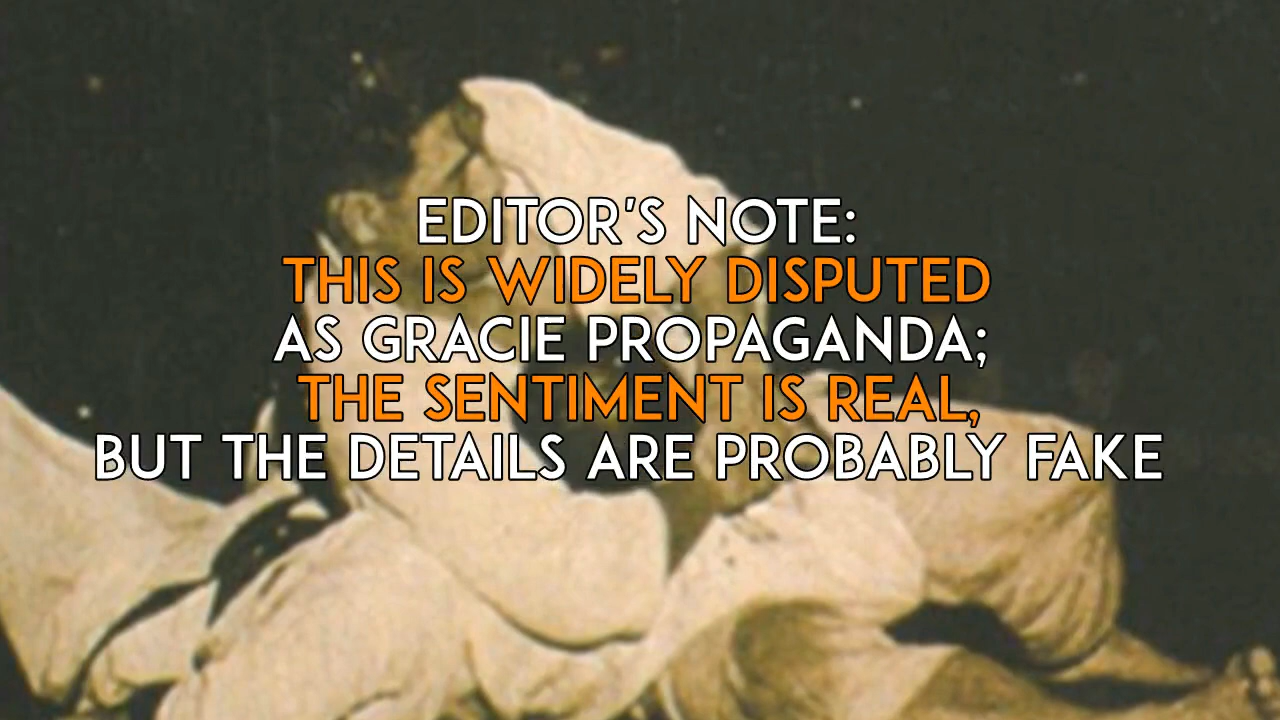 EDITOR'S NOTE:
THIS IS WIDELY DISPUTED
AS GRACIE PROPAGANDA;
THE SENTIMENT IS REAL,
BUT THE DETAILS ARE PROBABLY FAKE